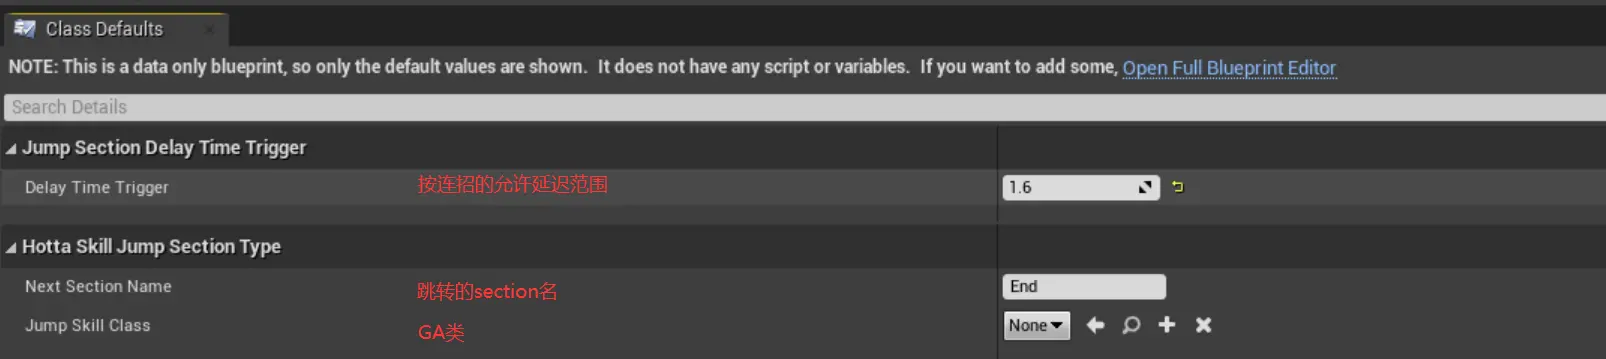 Class Defaults
NOTE: This is a data only blueprint, so only the default values are shown.  It does not have any script or variables.  If you want to add some, Open Full Blueprint Editor
Search Details
Jump Section Delay Time Trigger
Delay Time Trigger 按连招的允许延迟范围 1.6
Hotta Skill Jump Section Type
Next Section Name 跳转的section名 End
Jump Skill Class GA类 None